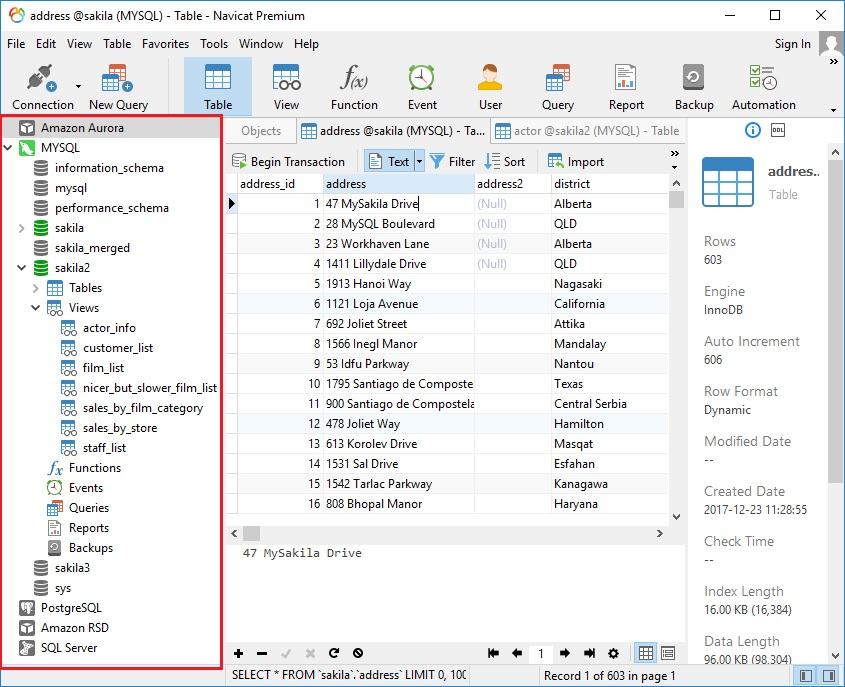 address @sakila (MYSQL) - Table - Navicat Premium
File Edit View Table Favorites Tools Window Help Sign In
Connection New Query Table View Function Event User Query Report Backup Automation
Amazon Aurora
MYSQL
information_schema
mysql
performance_schema
sakila
sakila_merged
sakila2
Tables
Views
actor_info
customer_list
film_list
nicer_but_slower_film_list
sales_by_film_category
sales_by_store
staff_list
Functions
Events
Queries
Reports
Backups
sakila3
sys
PostgreSQL
Amazon RSD
SQL Server
Objects address @sakila (MYSQL) - Ta... actor @sakila2 (MYSQL) - Table
Begin Transaction Text Filter Sort Import
address_id address address2 district
1 47 MySakila Drive (Null) Alberta
2 28 MySQL Boulevard (Null) QLD
3 23 Workhaven Lane (Null) Alberta
4 1411 Lillydale Drive (Null) QLD
5 1913 Hanoi Way Nagasaki
6 1121 Loja Avenue California
7 692 Joliet Street Attika
8 1566 Inegl Manor Mandalay
9 53 Idfu Parkway Nantou
10 1795 Santiago de Composte Texas
11 900 Santiago de Compostela Central Serbia
12 478 Joliet Way Hamilton
13 613 Korolev Drive Masqat
14 1531 Sal Drive Esfahan
15 1542 Tarlac Parkway Kanagawa
16 808 Bhopal Manor Haryana
47 MySakila Drive
1
SELECT * FROM `sakila`.`address` LIMIT 0, 100
Record 1 of 603 in page 1
DDL
addres..
Table
Rows
603
Engine
InnoDB
Auto Increment
606
Row Format
Dynamic
Modified Date
--
Created Date
2017-12-23 11:28:55
Check Time
--
Index Length
16.00 KB (16,384)
Data Length
96.00 KB (98,304)